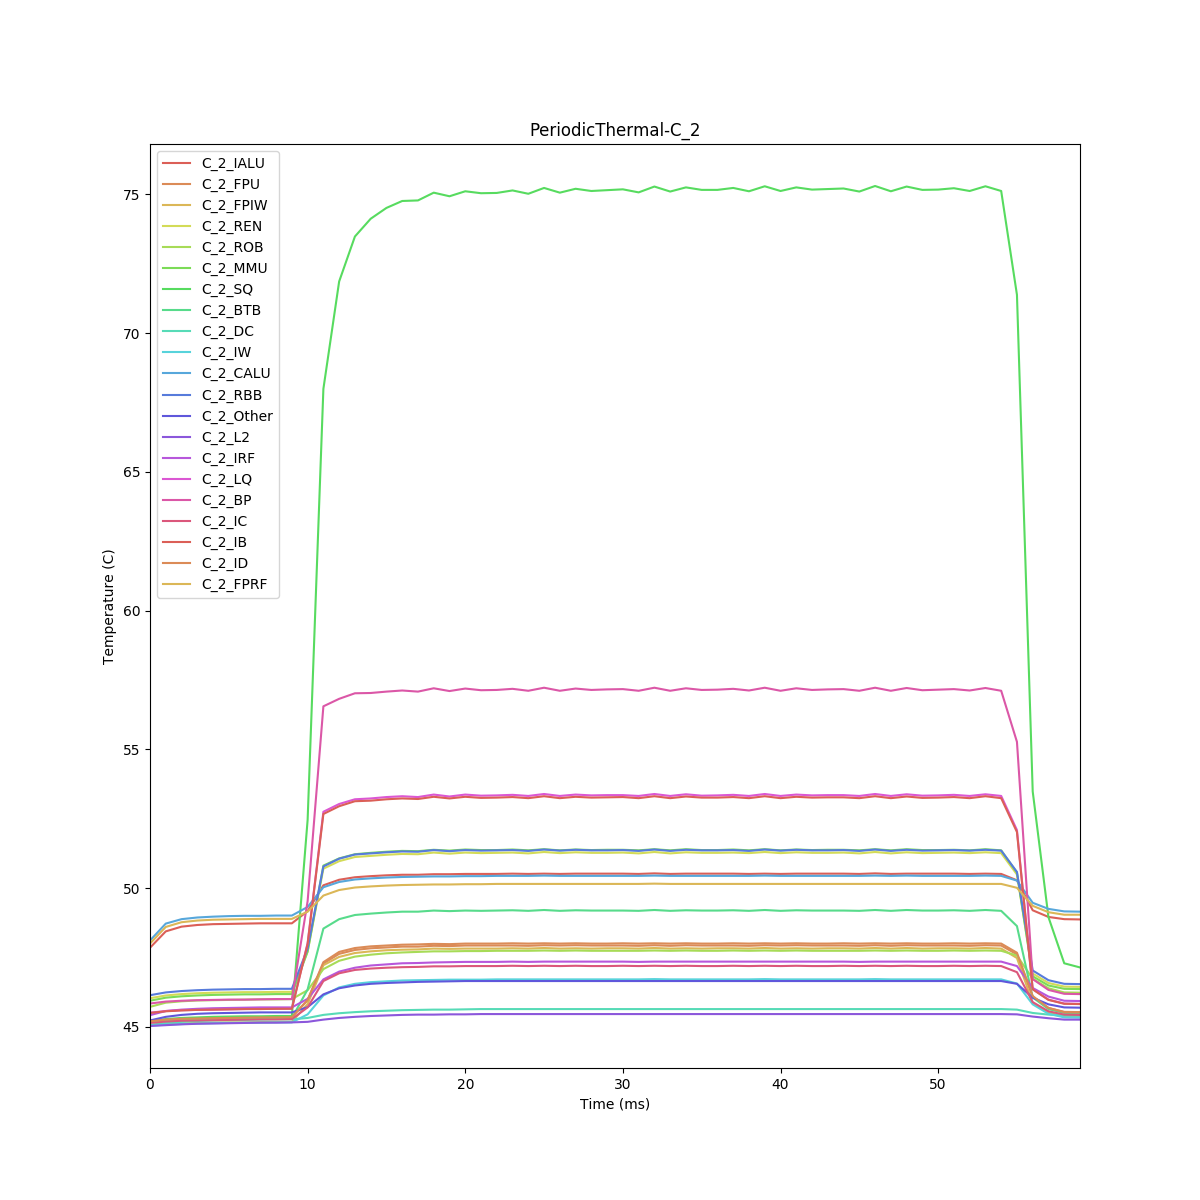 PeriodicThermal-C_2
C_2_IALU
C_2_FPU
C_2_FPIW
C_2_REN
C_2_ROB
C_2_MMU
C_2_SQ
C_2_BTB
C_2_DC
C_2_IW
C_2_CALU
C_2_RBB
C_2_Other
C_2_L2
C_2_IRF
C_2_LQ
C_2_BP
C_2_IC
C_2_IB
C_2_ID
C_2_FPRF
Temperature (C)
75
70
65
60
55
50
45
0 10 20 30 40 50
Time (ms)